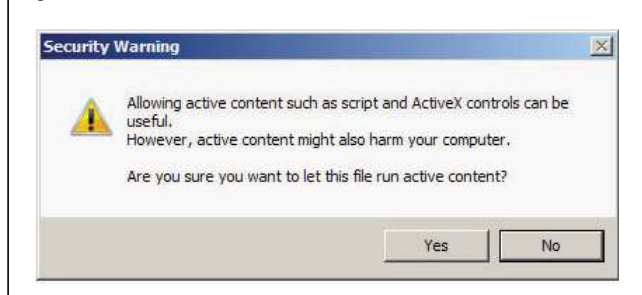 Security Warning
Allowing active content such as script and ActiveX controls can be
useful.
However, active content might also harm your computer.
Are you sure you want to let this file run active content?
Yes No